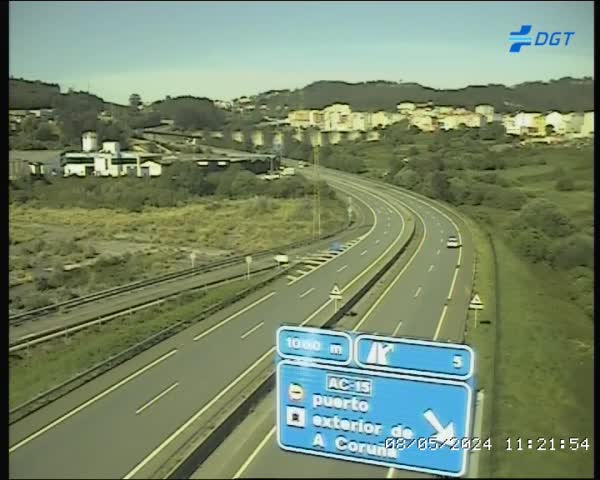 DGT
1000 m
5
AC-15
puerto
exterior de
A Coruña
08/05/2024 11:21:54